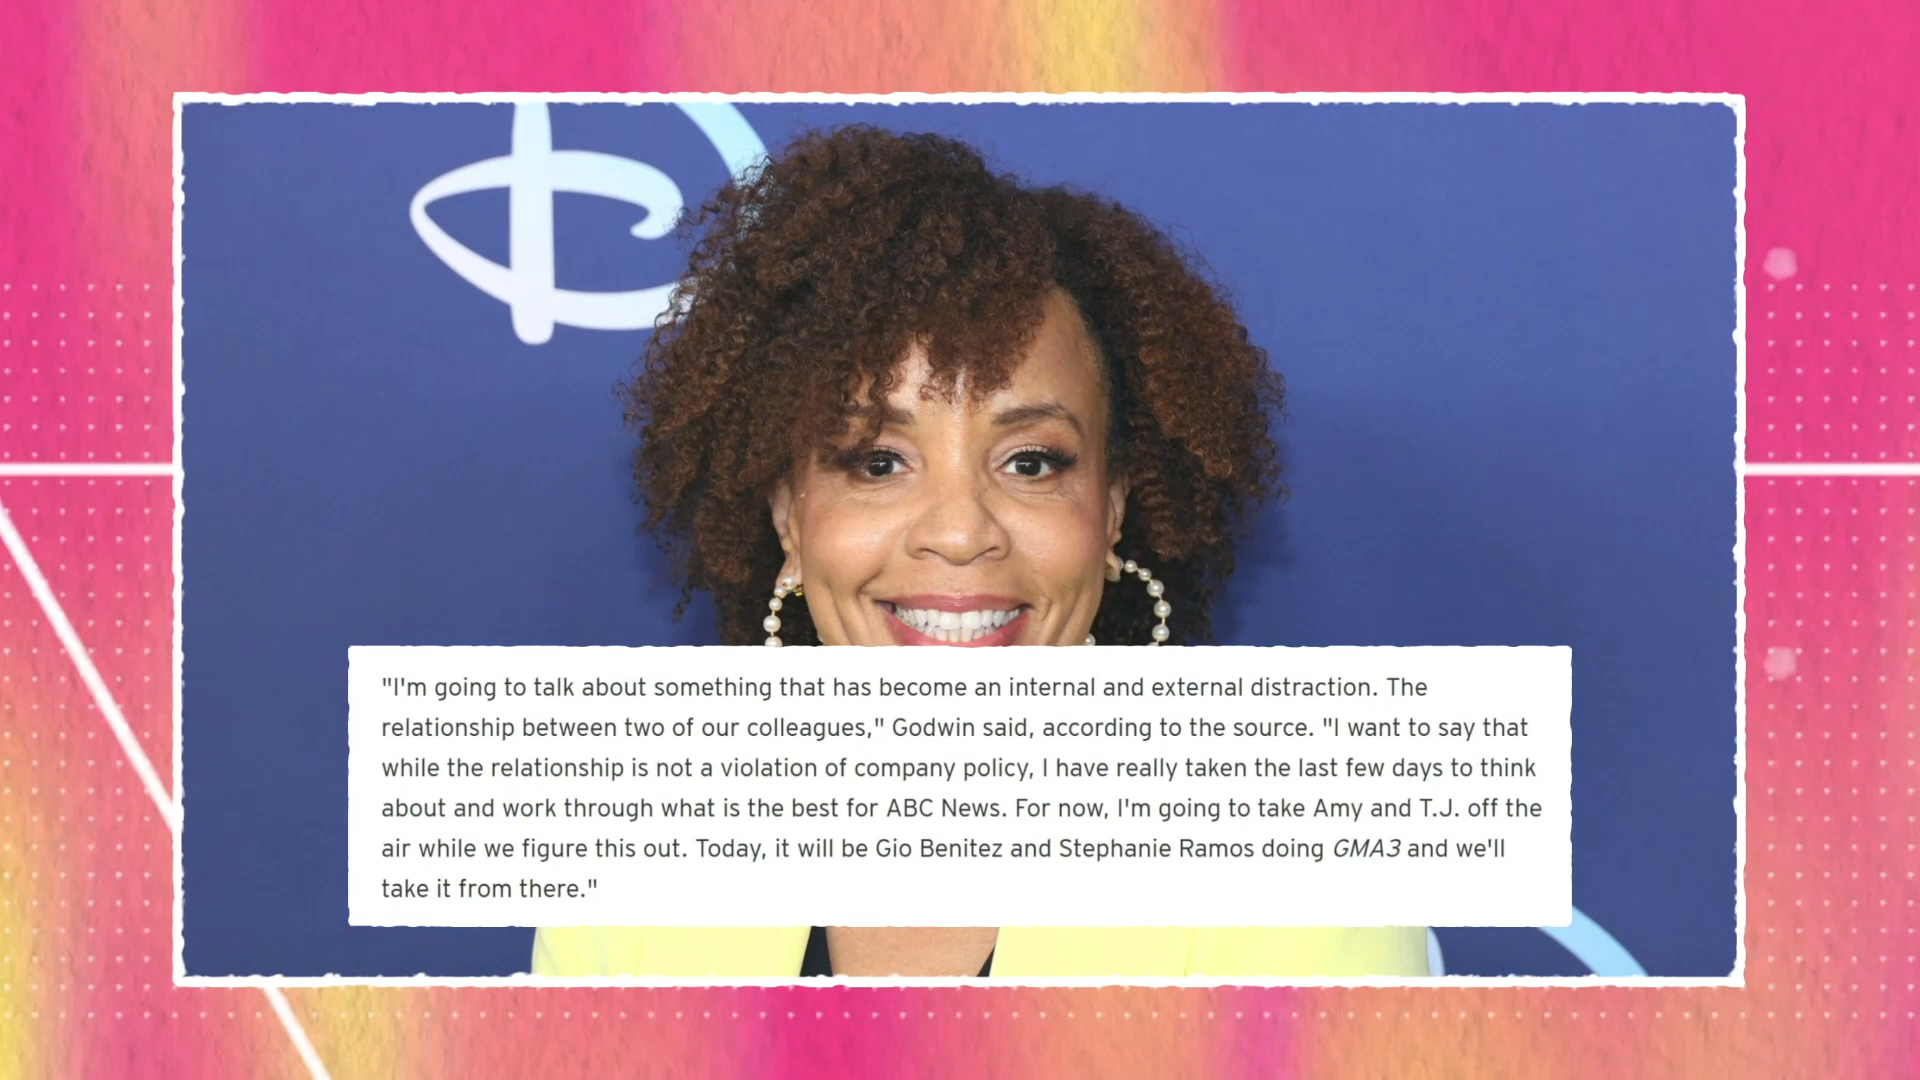 "I'm going to talk about something that has become an internal and external distraction. The
relationship between two of our colleagues," Godwin said, according to the source. "I want to say that
while the relationship is not a violation of company policy, I have really taken the last few days to think
about and work through what is the best for ABC News. For now, I'm going to take Amy and T.J. off the
air while we figure this out. Today, it will be Gio Benitez and Stephanie Ramos doing GMA3 and we'll
take it from there."